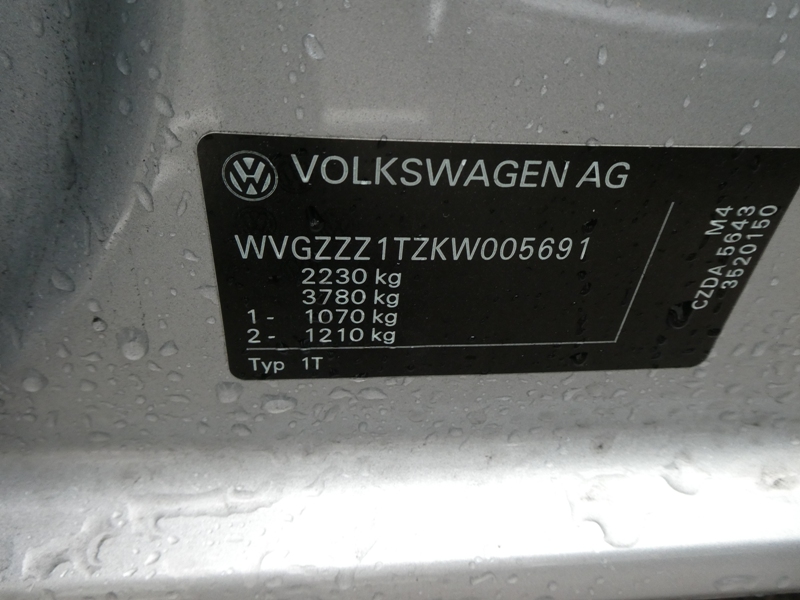 VOLKSWAGEN AG
WVGZZZ1TZKW005691
2230 kg
3780 kg
1- 1070 kg
2- 1210 kg
Typ 1T
M4
CZDA 5643
3520150